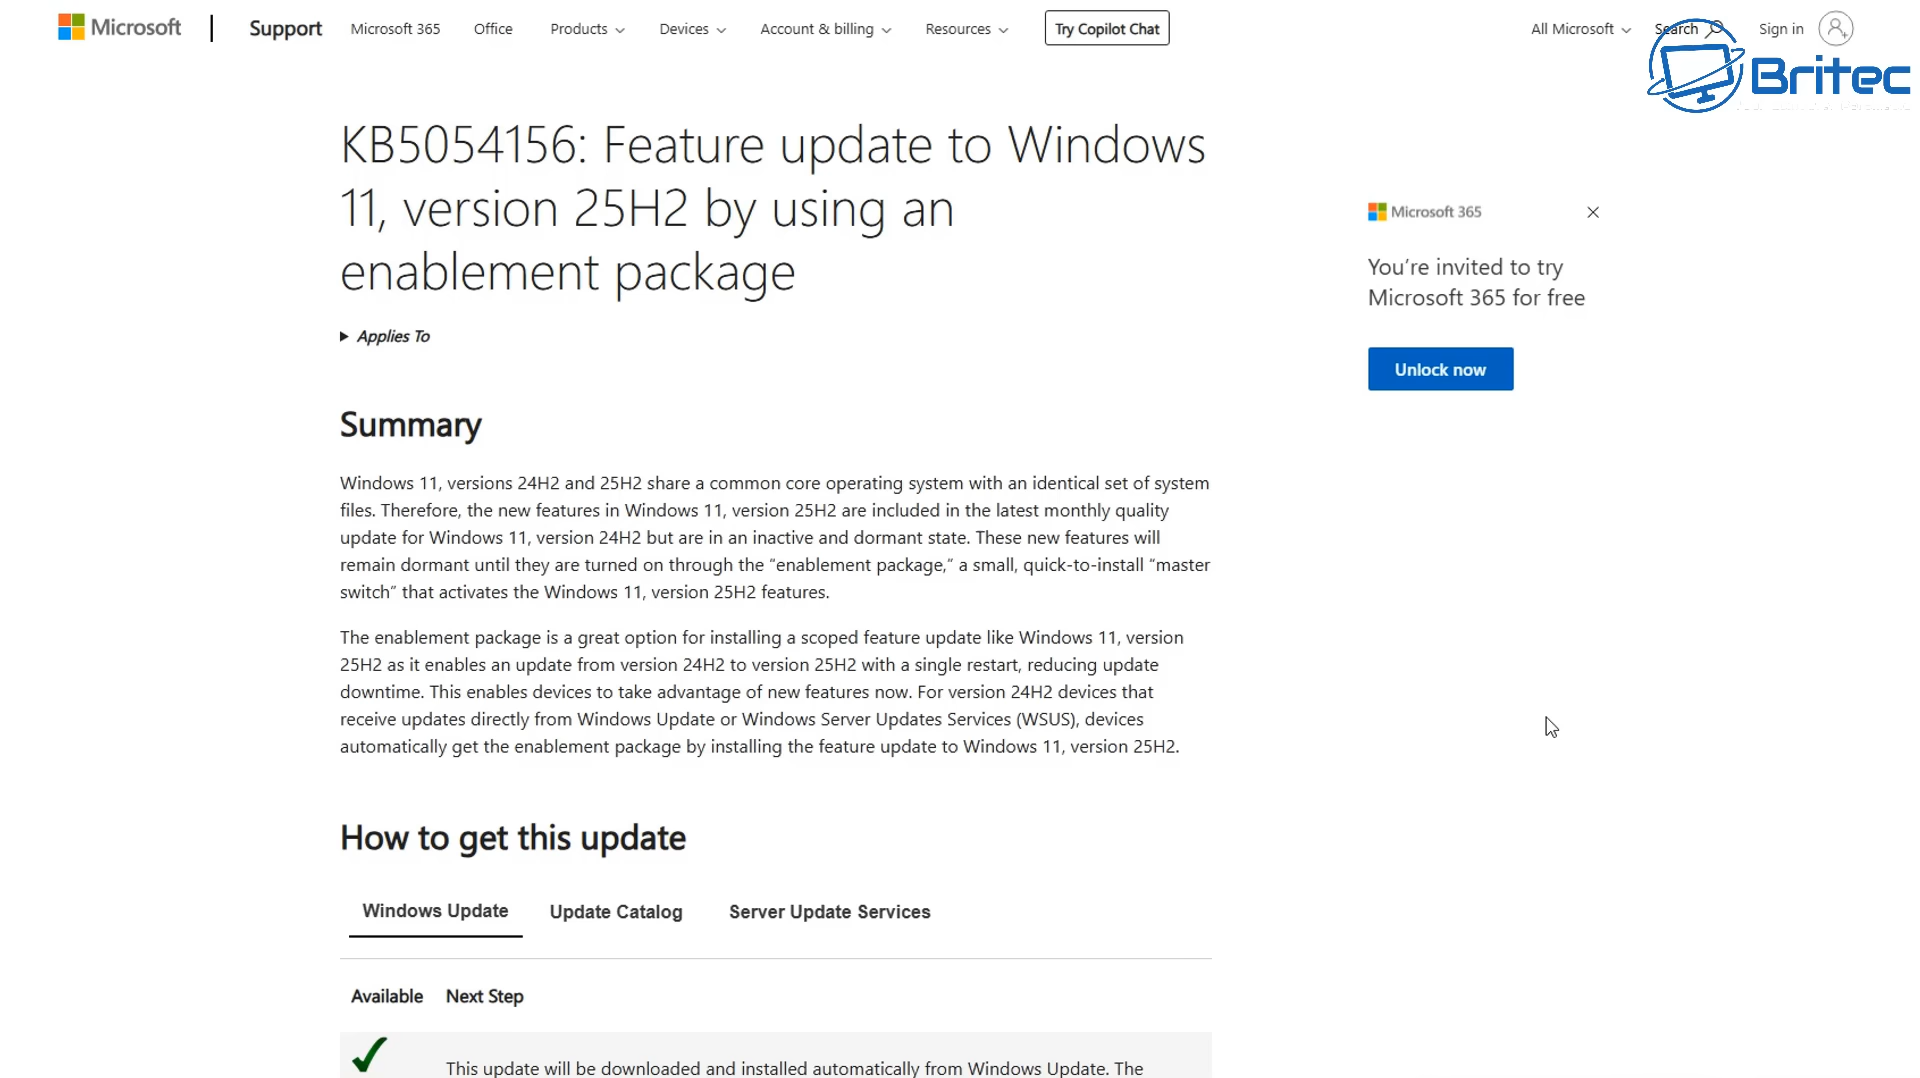 Microsoft Support Microsoft 365 Office Products Devices Account & billing Resources Try Copilot Chat All Microsoft Search Sign in
Britec
KB5054156: Feature update to Windows
11, version 25H2 by using an
enablement package
Microsoft 365
You’re invited to try
Microsoft 365 for free
Unlock now
Applies To
Summary
Windows 11, versions 24H2 and 25H2 share a common core operating system with an identical set of system
files. Therefore, the new features in Windows 11, version 25H2 are included in the latest monthly quality
update for Windows 11, version 24H2 but are in an inactive and dormant state. These new features will
remain dormant until they are turned on through the “enablement package,” a small, quick-to-install “master
switch” that activates the Windows 11, version 25H2 features.
The enablement package is a great option for installing a scoped feature update like Windows 11, version
25H2 as it enables an update from version 24H2 to version 25H2 with a single restart, reducing update
downtime. This enables devices to take advantage of new features now. For version 24H2 devices that
receive updates directly from Windows Update or Windows Server Updates Services (WSUS), devices
automatically get the enablement package by installing the feature update to Windows 11, version 25H2.
How to get this update
Windows Update Update Catalog Server Update Services
Available Next Step
This update will be downloaded and installed automatically from Windows Update. The